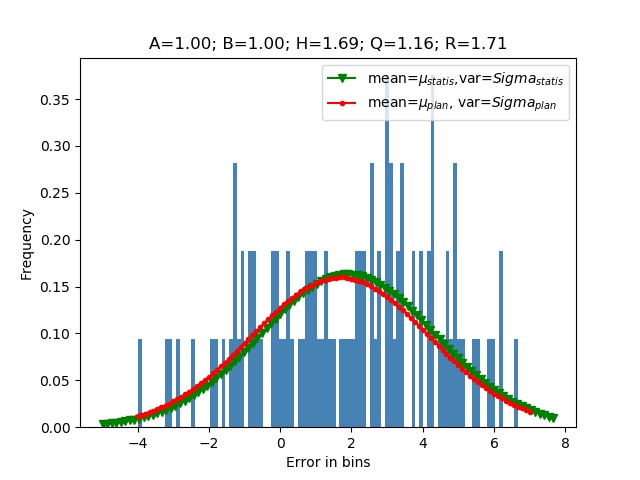 A=1.00; B=1.00; H=1.69; Q=1.16; R=1.71
mean=μstatis,var=Sigmastatis
mean=μplan, var=Sigmaplan
0.35
0.30
0.25
0.20
0.15
0.10
0.05
0.00
Frequency
−4 −2 0 2 4 6 8
Error in bins